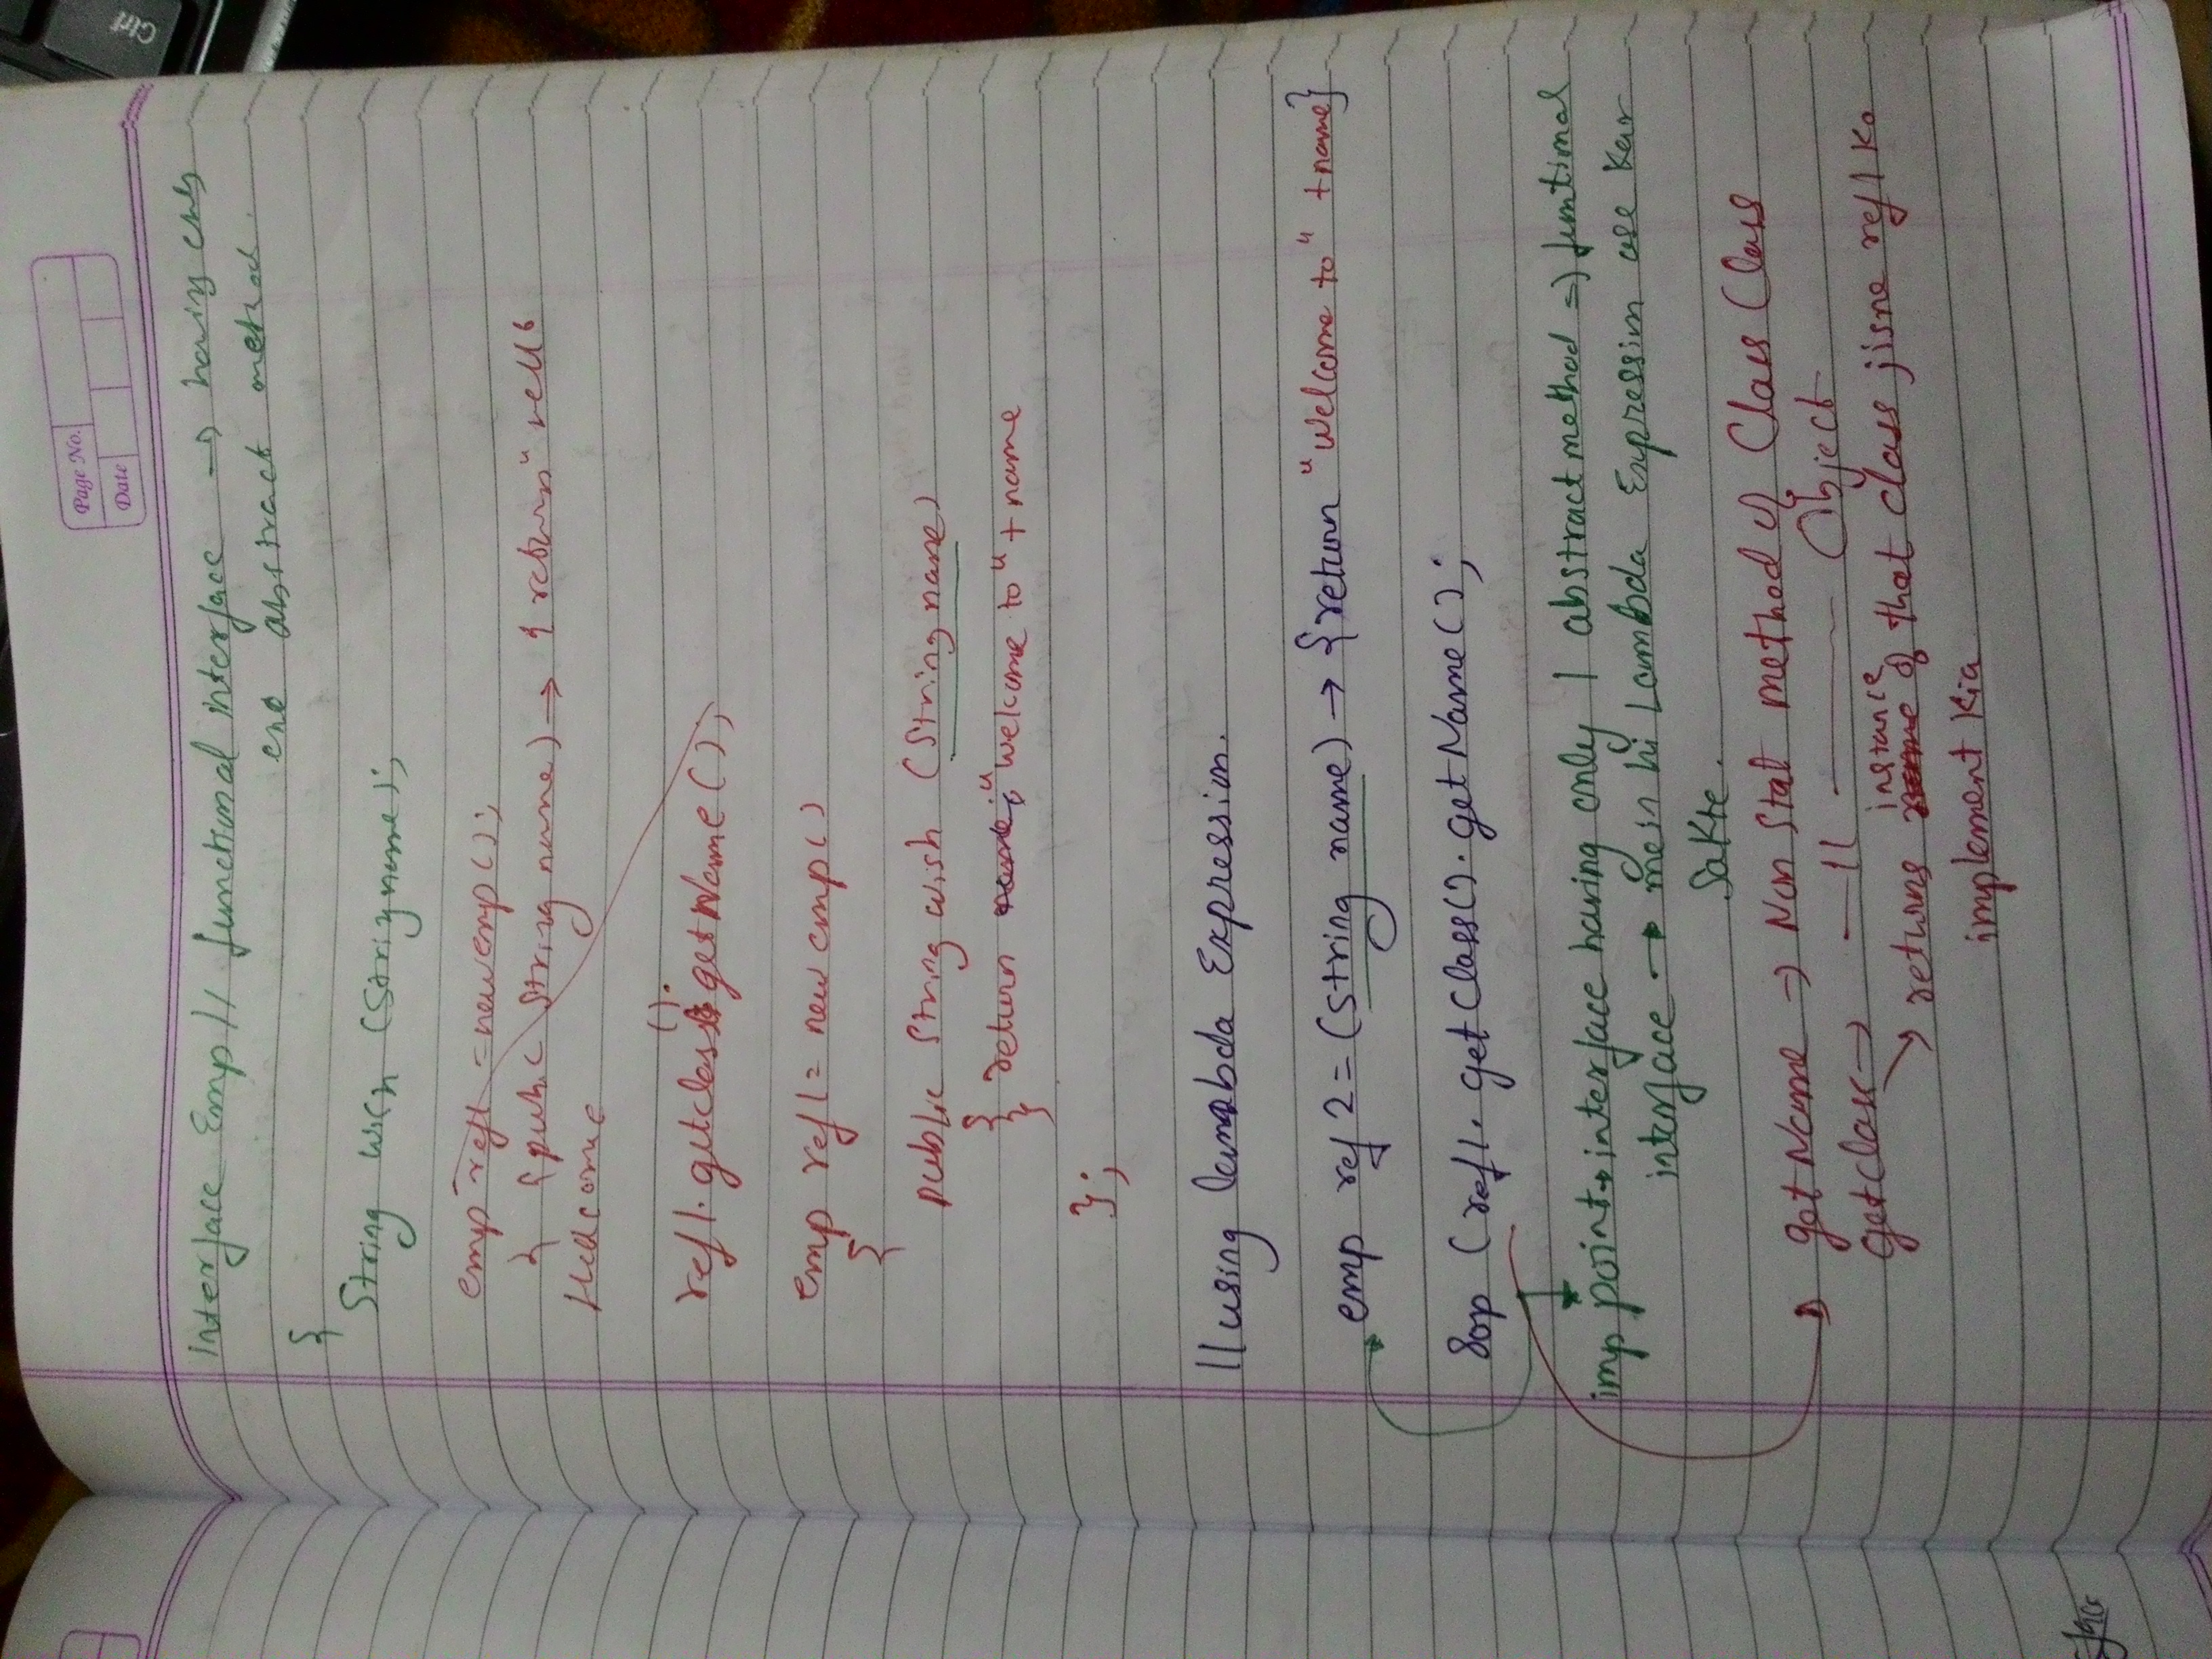 Page No.
Date
Interface Emp // functional interface → having only
one abstract method.
{
String wish (String name);
emp ref1 = new emp();
{ public String name) → { return "
Welcome
ref1.getclass().getName();
emp ref1 = new emp()
{
public String wish (String name)
{ return "welcome to" + name
}
};
// using lambda Expression.
emp ref2 = (String name) → {return "Welcome to" + name}
Sop (ref1.getClass().getName();
imp point → interface having only 1 abstract method ⇒ funtional
interface → mein hi Lambda Expression use kar
Sakte.
getName → Non Stat method of Class Class
getclass → —11— Object
returns instance of that class jisne ref1 ko
implement kia
Ctrl